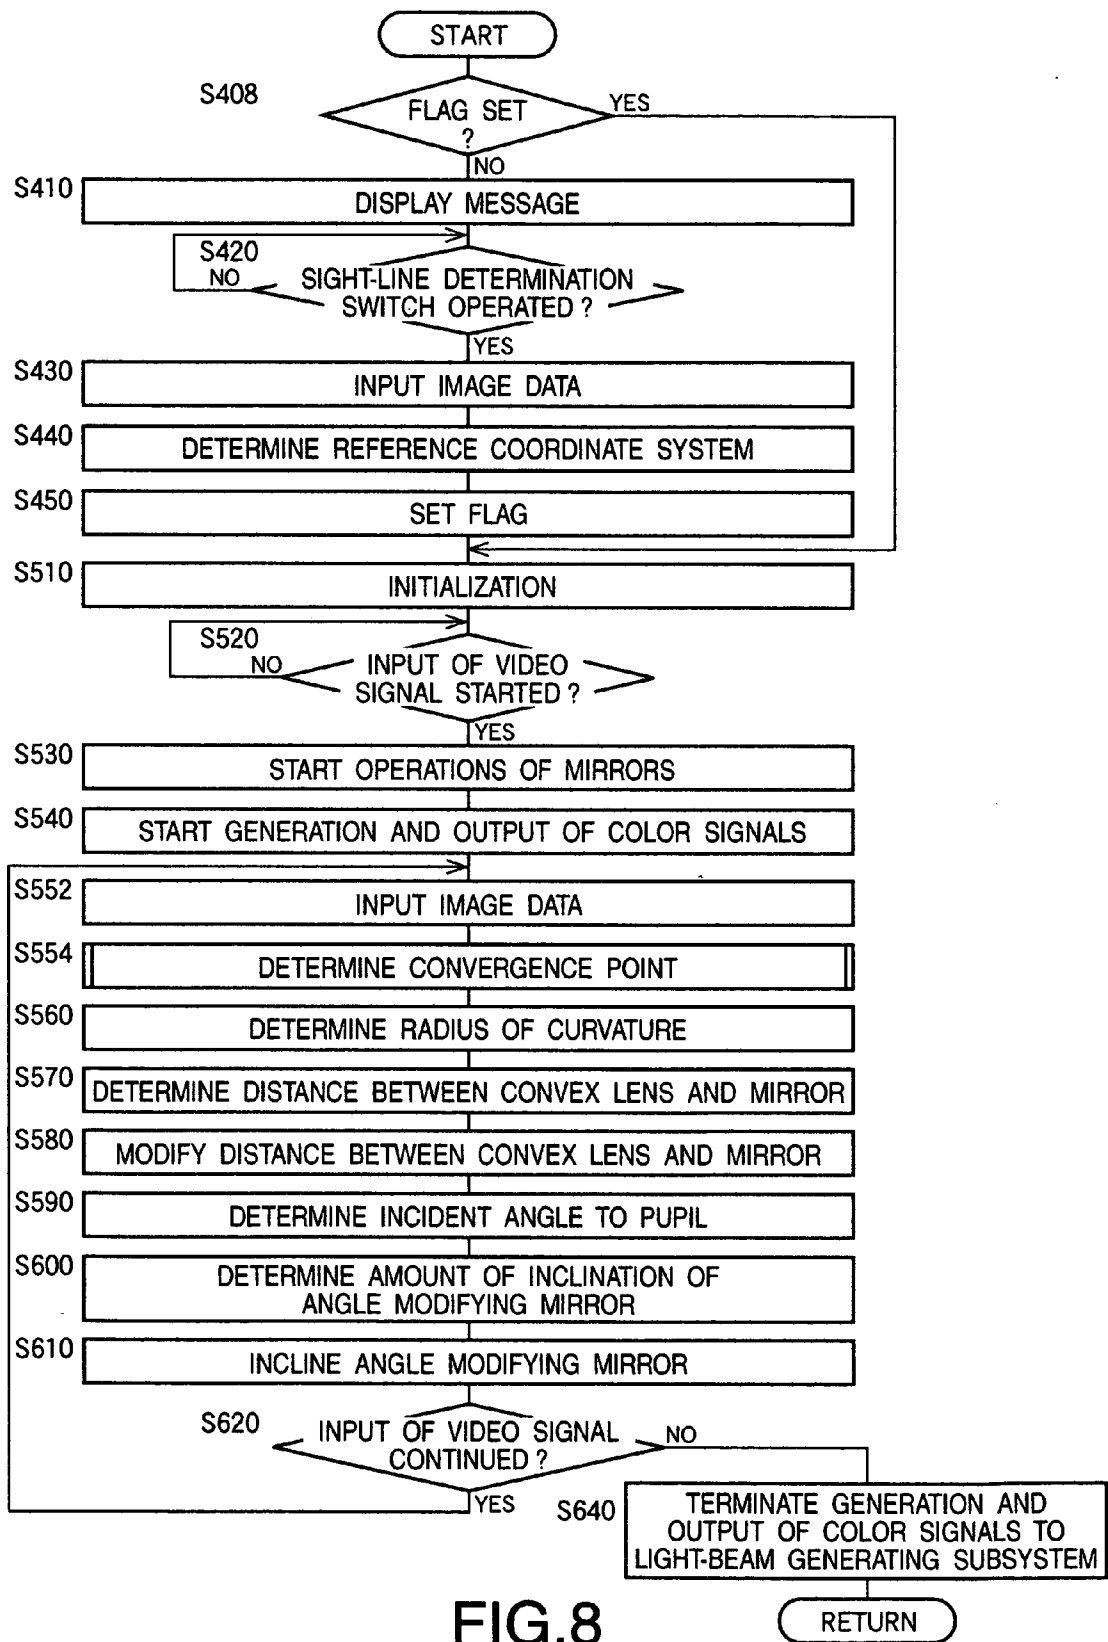 START
S408
FLAG SET
?
YES
NO
S410
DISPLAY MESSAGE
S420
NO
SIGHT-LINE DETERMINATION
SWITCH OPERATED ?
YES
S430
INPUT IMAGE DATA
S440
DETERMINE REFERENCE COORDINATE SYSTEM
S450
SET FLAG
S510
INITIALIZATION
S520
NO
INPUT OF VIDEO
SIGNAL STARTED ?
YES
S530
START OPERATIONS OF MIRRORS
S540
START GENERATION AND OUTPUT OF COLOR SIGNALS
S552
INPUT IMAGE DATA
S554
DETERMINE CONVERGENCE POINT
S560
DETERMINE RADIUS OF CURVATURE
S570
DETERMINE DISTANCE BETWEEN CONVEX LENS AND MIRROR
S580
MODIFY DISTANCE BETWEEN CONVEX LENS AND MIRROR
S590
DETERMINE INCIDENT ANGLE TO PUPIL
S600
DETERMINE AMOUNT OF INCLINATION OF
ANGLE MODIFYING MIRROR
S610
INCLINE ANGLE MODIFYING MIRROR
S620
INPUT OF VIDEO SIGNAL
CONTINUED ?
NO
YES
S640
TERMINATE GENERATION AND
OUTPUT OF COLOR SIGNALS TO
LIGHT-BEAM GENERATING SUBSYSTEM
RETURN
FIG.8